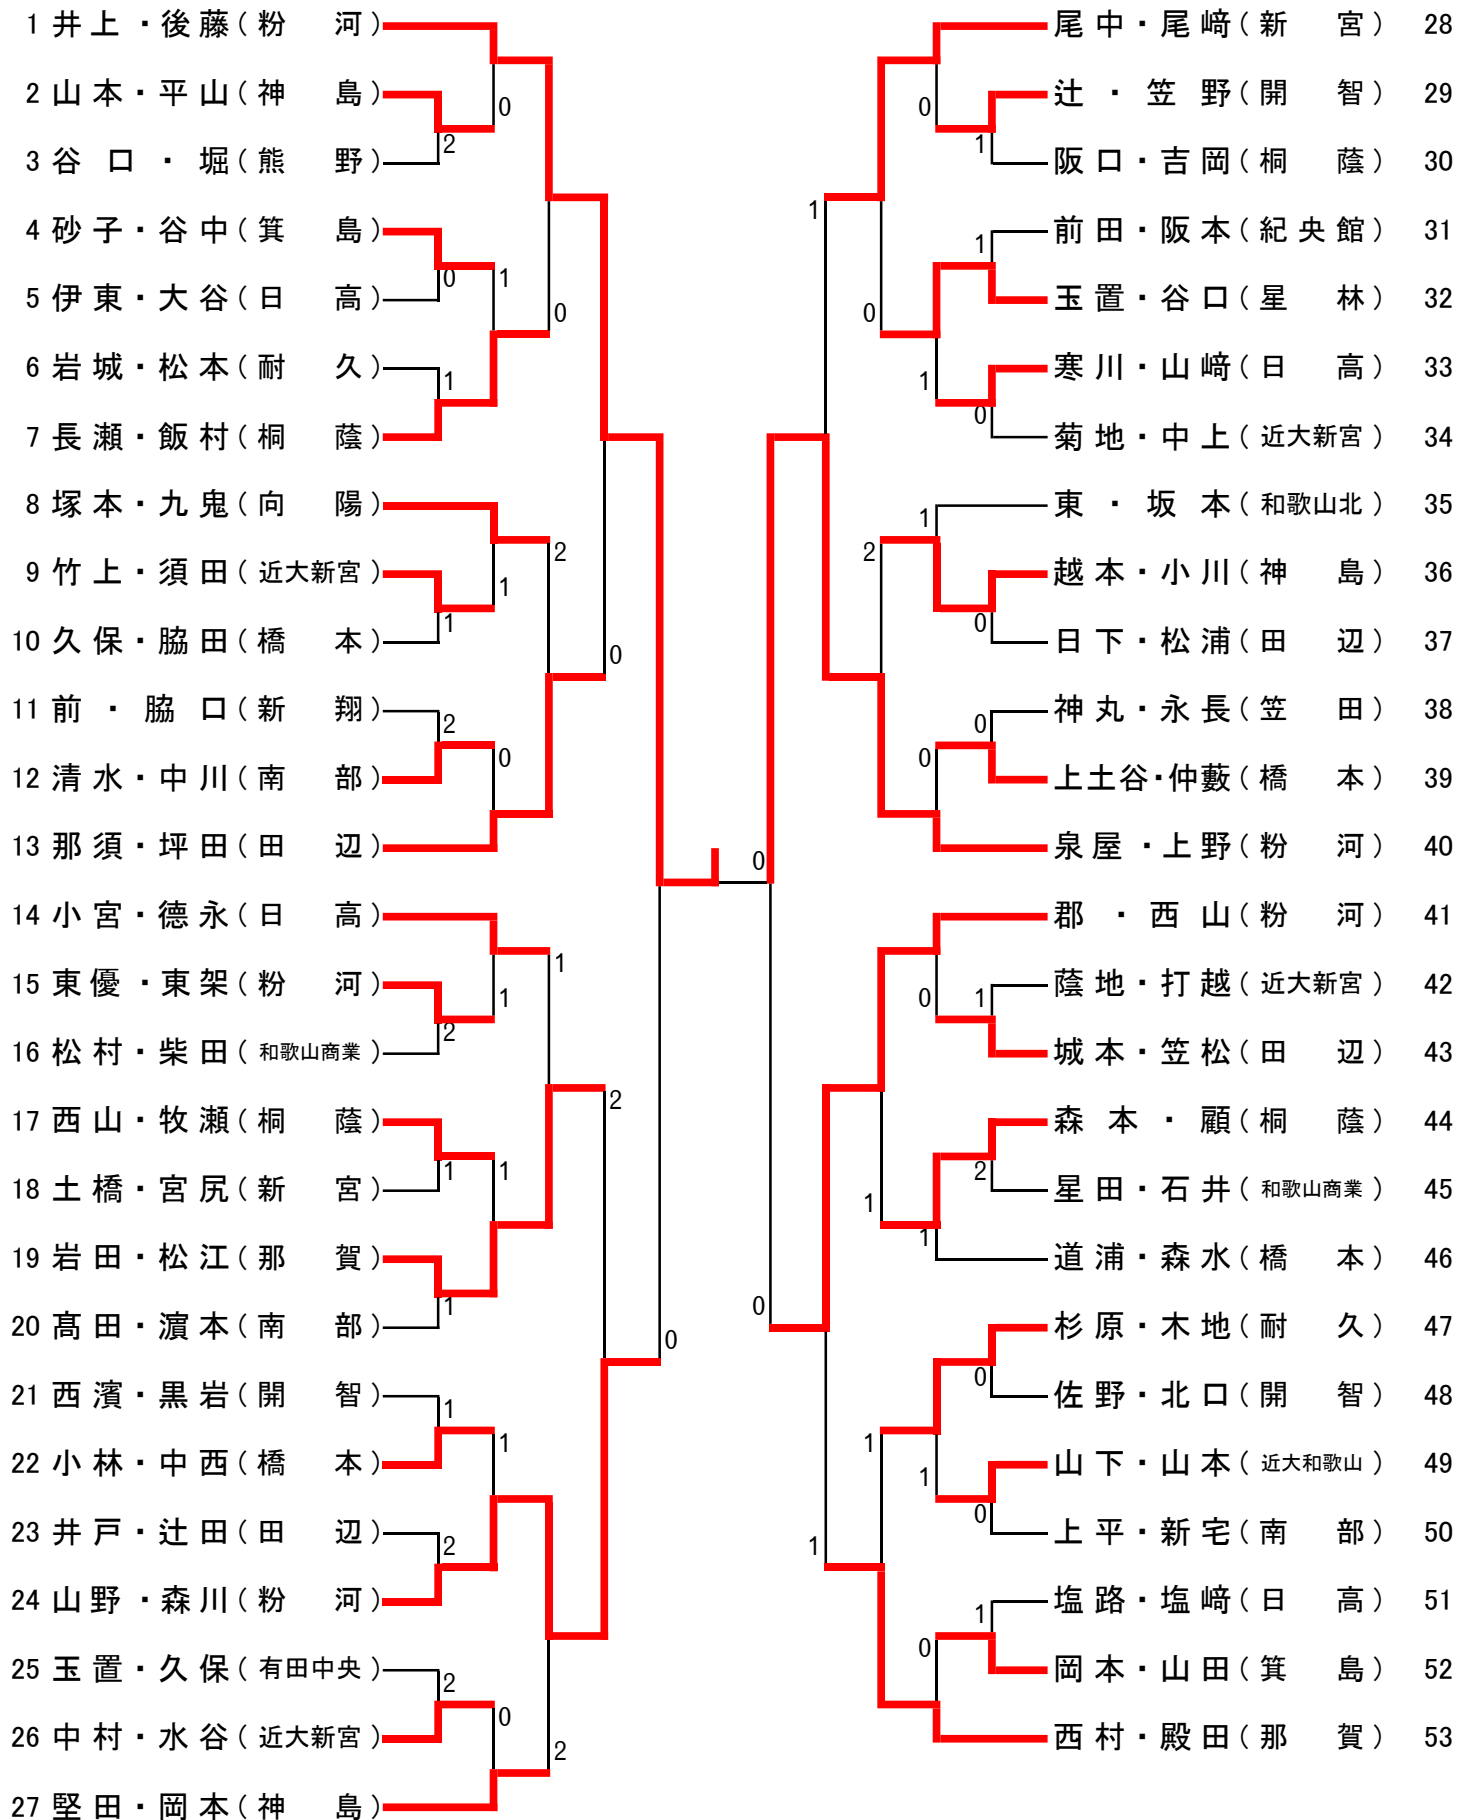 1 井上・後藤(粉 河)
2 山本・平山(神 島)
3 谷口・堀(熊 野)
4 砂子・谷中(箕 島)
5 伊東・大谷(日 高)
6 岩城・松本(耐 久)
7 長瀬・飯村(桐 蔭)
8 塚本・九鬼(向 陽)
9 竹上・須田(近大新宮)
10 久保・脇田(橋 本)
11 前・脇口(新 翔)
12 清水・中川(南 部)
13 那須・坪田(田 辺)
14 小宮・德永(日 高)
15 東優・東架(粉 河)
16 松村・柴田(和歌山商業)
17 西山・牧瀬(桐 蔭)
18 土橋・宮尻(新 宮)
19 岩田・松江(那 賀)
20 髙田・濵本(南 部)
21 西濱・黒岩(開 智)
22 小林・中西(橋 本)
23 井戸・辻田(田 辺)
24 山野・森川(粉 河)
25 玉置・久保(有田中央)
26 中村・水谷(近大新宮)
27 堅田・岡本(神 島)
2
0
0
1
1
0
1
1
2
2
0
0
2
1
1
1
1
1
2
1
1
2
2
0
2
0
0
尾中・尾﨑(新 宮) 28
辻・笠野(開 智) 29
阪口・吉岡(桐 蔭) 30
前田・阪本(紀央館) 31
玉置・谷口(星 林) 32
寒川・山﨑(日 高) 33
菊地・中上(近大新宮) 34
東・坂本(和歌山北) 35
越本・小川(神 島) 36
日下・松浦(田 辺) 37
神丸・永長(笠 田) 38
上土谷・仲藪(橋 本) 39
泉屋・上野(粉 河) 40
郡・西山(粉 河) 41
蔭地・打越(近大新宮) 42
城本・笠松(田 辺) 43
森本・顧(桐 蔭) 44
星田・石井(和歌山商業) 45
道浦・森水(橋 本) 46
杉原・木地(耐 久) 47
佐野・北口(開 智) 48
山下・山本(近大和歌山) 49
上平・新宅(南 部) 50
塩路・塩﨑(日 高) 51
岡本・山田(箕 島) 52
西村・殿田(那 賀) 53
0
1
1
1
0
1
0
1
2
0
0
0
0
1
2
1
1
0
0
1
1
0
1
1
0
1